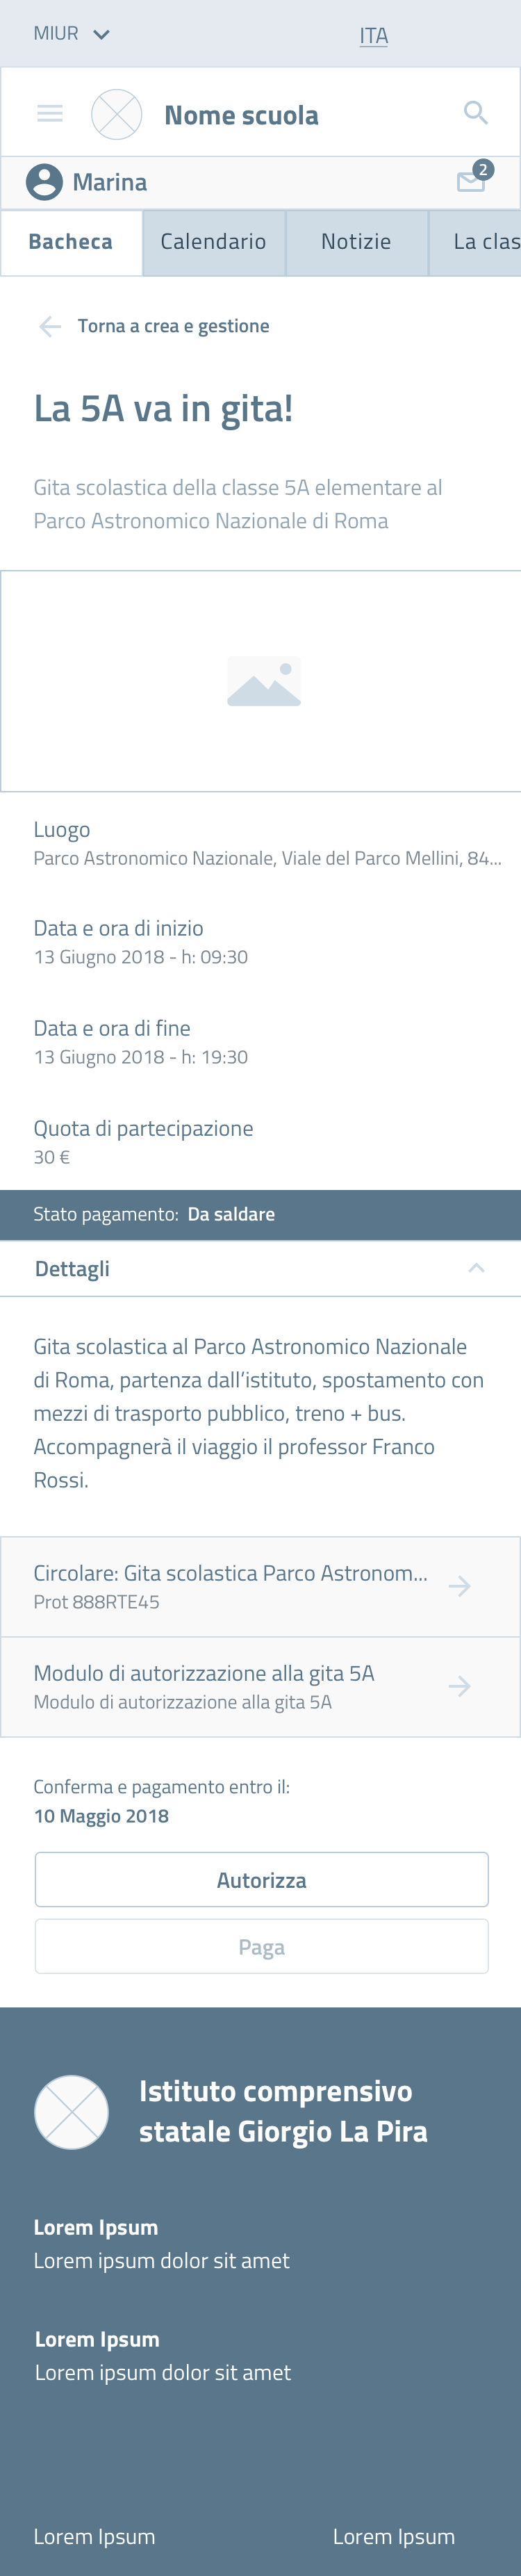 MIUR
ITA
Nome scuola
Marina
2
Bacheca
Calendario
Notizie
La clas
Torna a crea e gestione
La 5A va in gita!
Gita scolastica della classe 5A elementare al
Parco Astronomico Nazionale di Roma
Luogo
Parco Astronomico Nazionale, Viale del Parco Mellini, 84...
Data e ora di inizio
13 Giugno 2018 - h: 09:30
Data e ora di fine
13 Giugno 2018 - h: 19:30
Quota di partecipazione
30 €
Stato pagamento: Da saldare
Dettagli
Gita scolastica al Parco Astronomico Nazionale
di Roma, partenza dall’istituto, spostamento con
mezzi di trasporto pubblico, treno + bus.
Accompagnerà il viaggio il professor Franco
Rossi.
Circolare: Gita scolastica Parco Astronom...
Prot 888RTE45
Modulo di autorizzazione alla gita 5A
Modulo di autorizzazione alla gita 5A
Conferma e pagamento entro il:
10 Maggio 2018
Autorizza
Paga
Istituto comprensivo
statale Giorgio La Pira
Lorem Ipsum
Lorem ipsum dolor sit amet
Lorem Ipsum
Lorem ipsum dolor sit amet
Lorem Ipsum
Lorem Ipsum